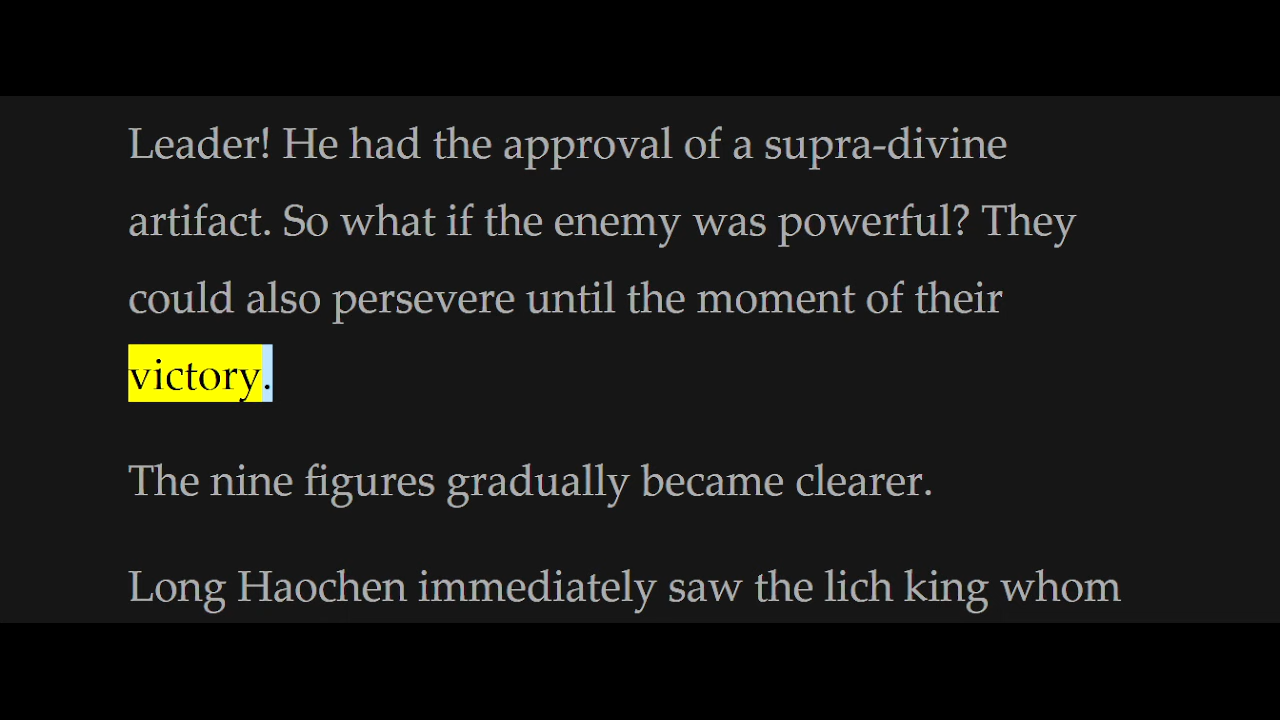 Leader! He had the approval of a supra-divine
artifact. So what if the enemy was powerful? They
could also persevere until the moment of their
victory.
The nine figures gradually became clearer.
Long Haochen immediately saw the lich king whom